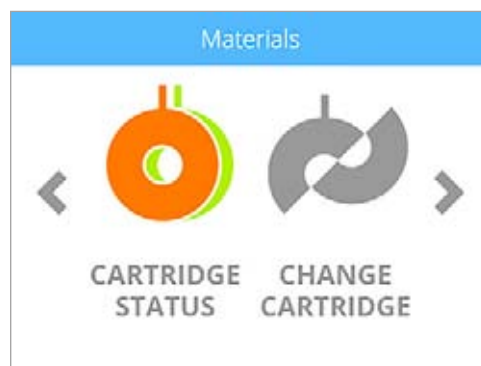 Materials
CARTRIDGE
STATUS
CHANGE
CARTRIDGE